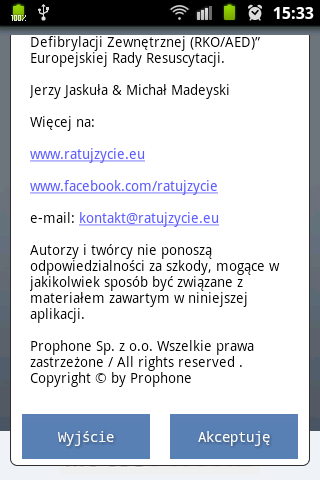 100%
15:33
Defibrylacji Zewnętrznej (RKO/AED)”
Europejskiej Rady Resuscytacji.
Jerzy Jaskuła & Michał Madeyski
Więcej na:
www.ratujzycie.eu
www.facebook.com/ratujzycie
e-mail: kontakt@ratujzycie.eu
Autorzy i twórcy nie ponoszą
odpowiedzialności za szkody, mogące w
jakikolwiek sposób być związane z
materiałem zawartym w niniejszej
aplikacji.
Prophone Sp. z o.o. Wszelkie prawa
zastrzeżone / All rights reserved .
Copyright © by Prophone
Wyjście
Akceptuję